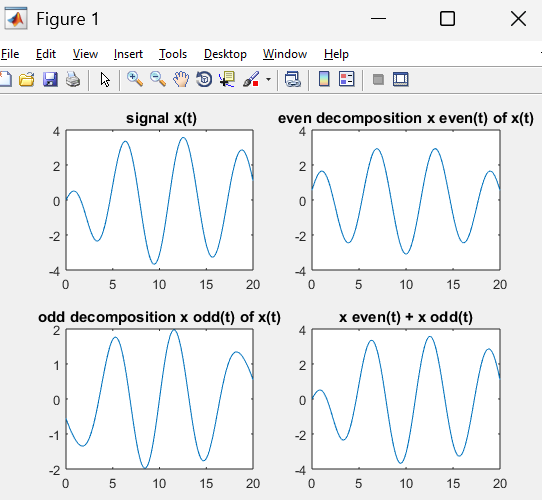 Figure 1
File Edit View Insert Tools Desktop Window Help
signal x(t)
4
2
0
-2
-4
0 5 10 15 20
even decomposition x even(t) of x(t)
4
2
0
-2
-4
0 5 10 15 20
odd decomposition x odd(t) of x(t)
2
1
0
-1
-2
0 5 10 15 20
x even(t) + x odd(t)
4
2
0
-2
-4
0 5 10 15 20